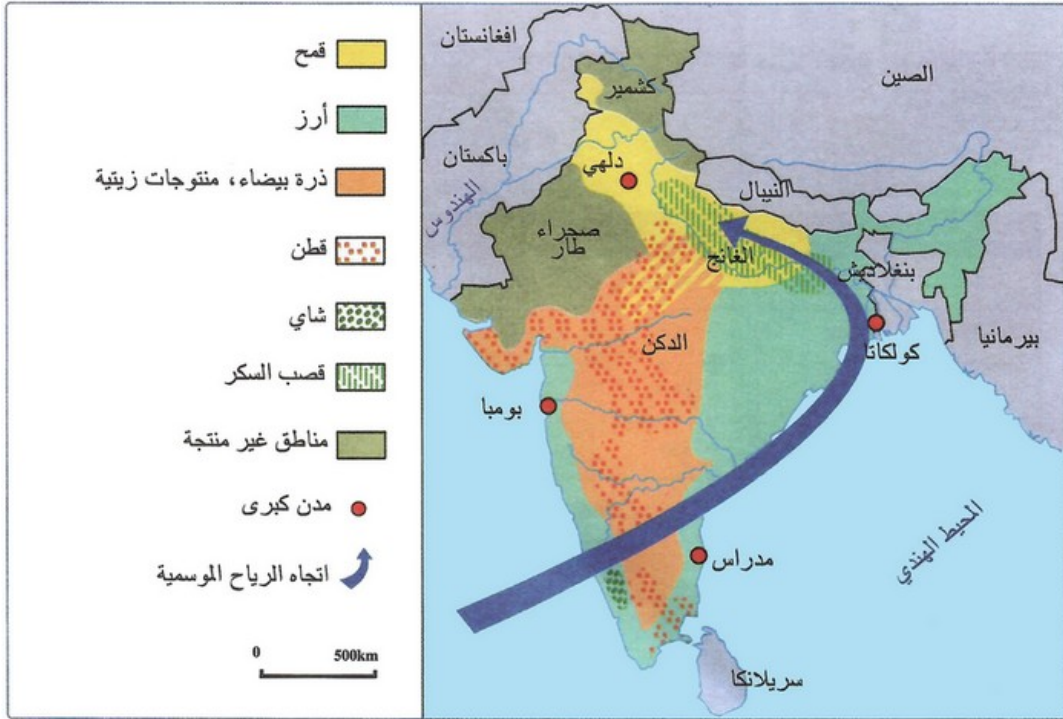 قمح
أرز
ذرة بيضاء، منتوجات زيتية
قطن
شاي
قصب السكر
مناطق غير منتجة
مدن كبرى
اتجاه الرياح الموسمية
0 500km
افغانستان
الصين
كشمير
باكستان
دلهي
النيبال
الهندوس
صحراء
طار
الغانج
بنغلاديش
بيرمانيا
كولكاتا
الدكن
بومبا
المحيط الهندي
مدراس
سريلانكا